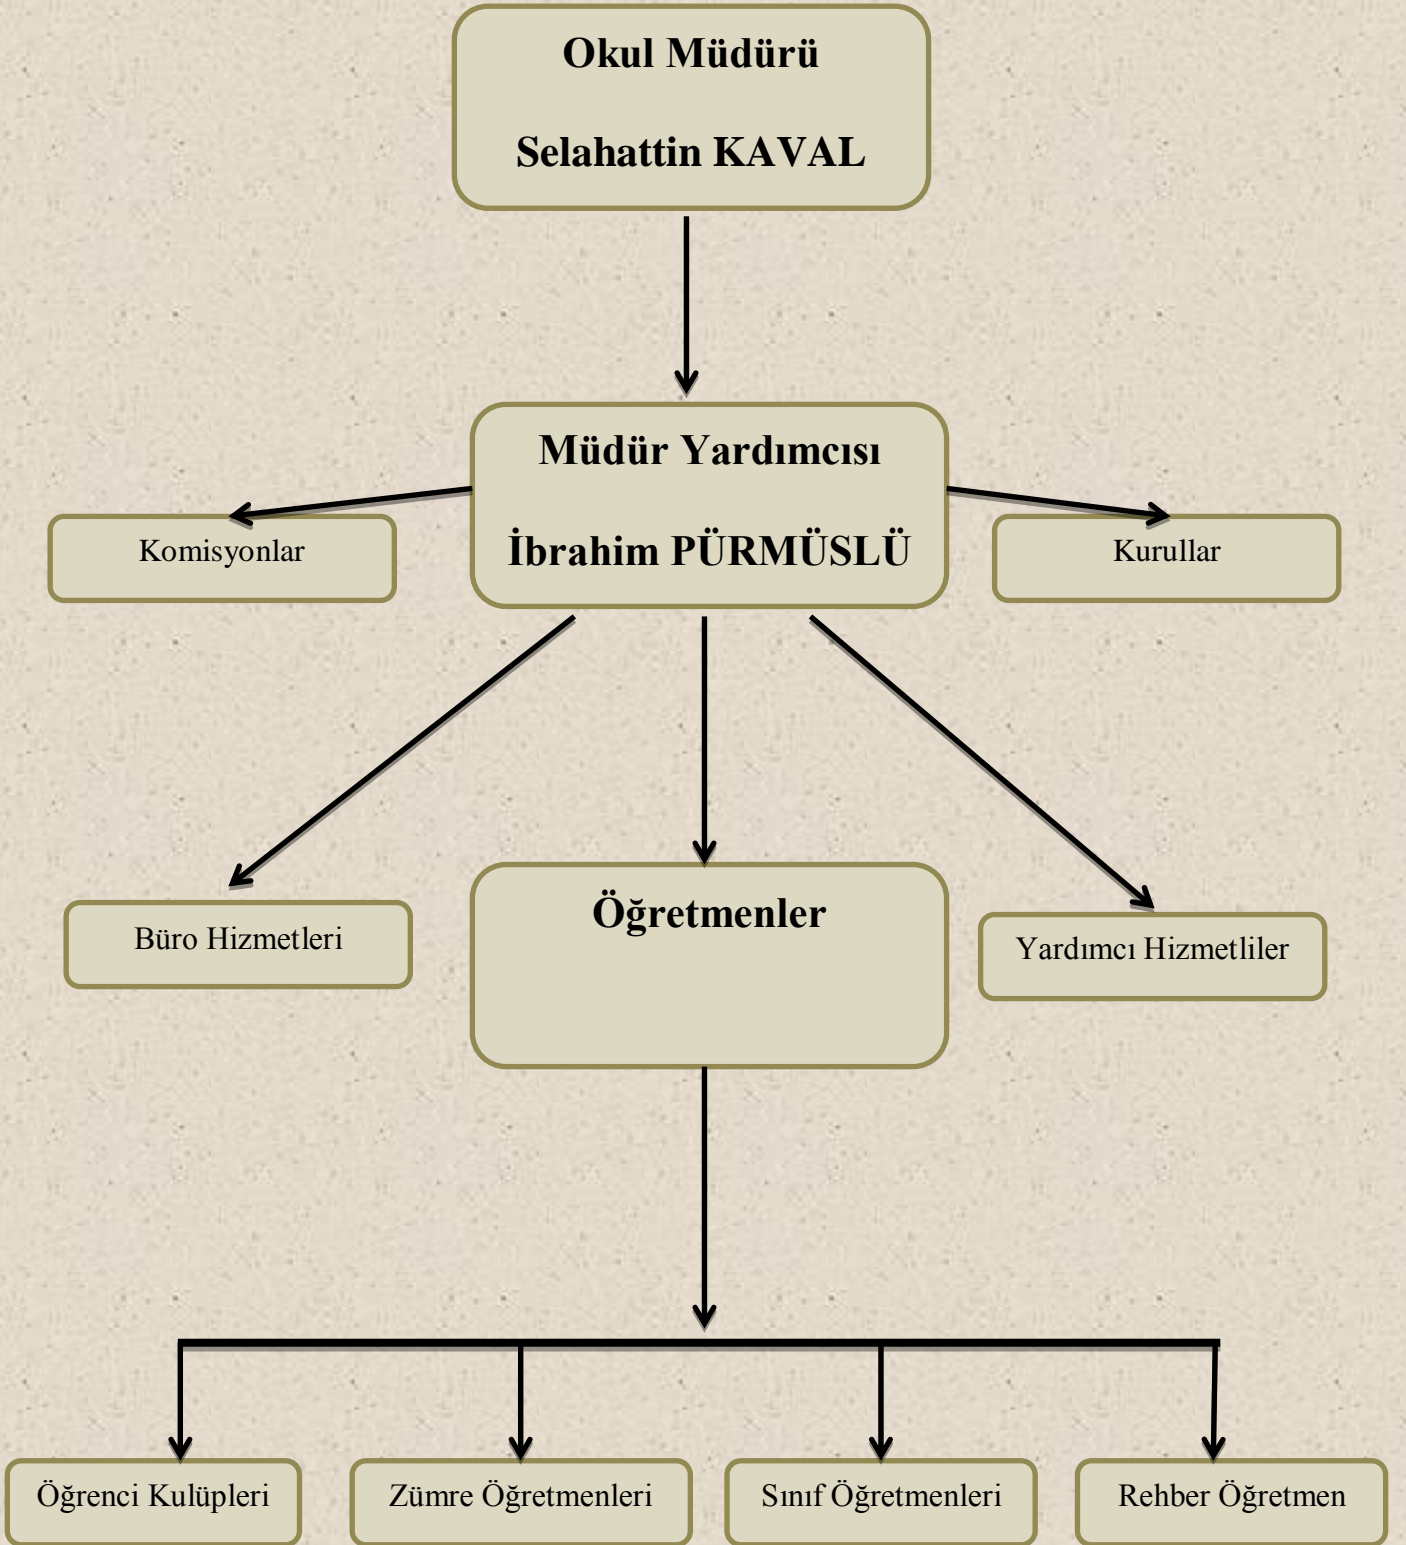 Okul Müdürü
Selahattin KAVAL
Müdür Yardımcısı
İbrahim PÜRMÜSLÜ
Komisyonlar
Kurullar
Öğretmenler
Büro Hizmetleri
Yardımcı Hizmetliler
Öğrenci Kulüpleri
Zümre Öğretmenleri
Sınıf Öğretmenleri
Rehber Öğretmen